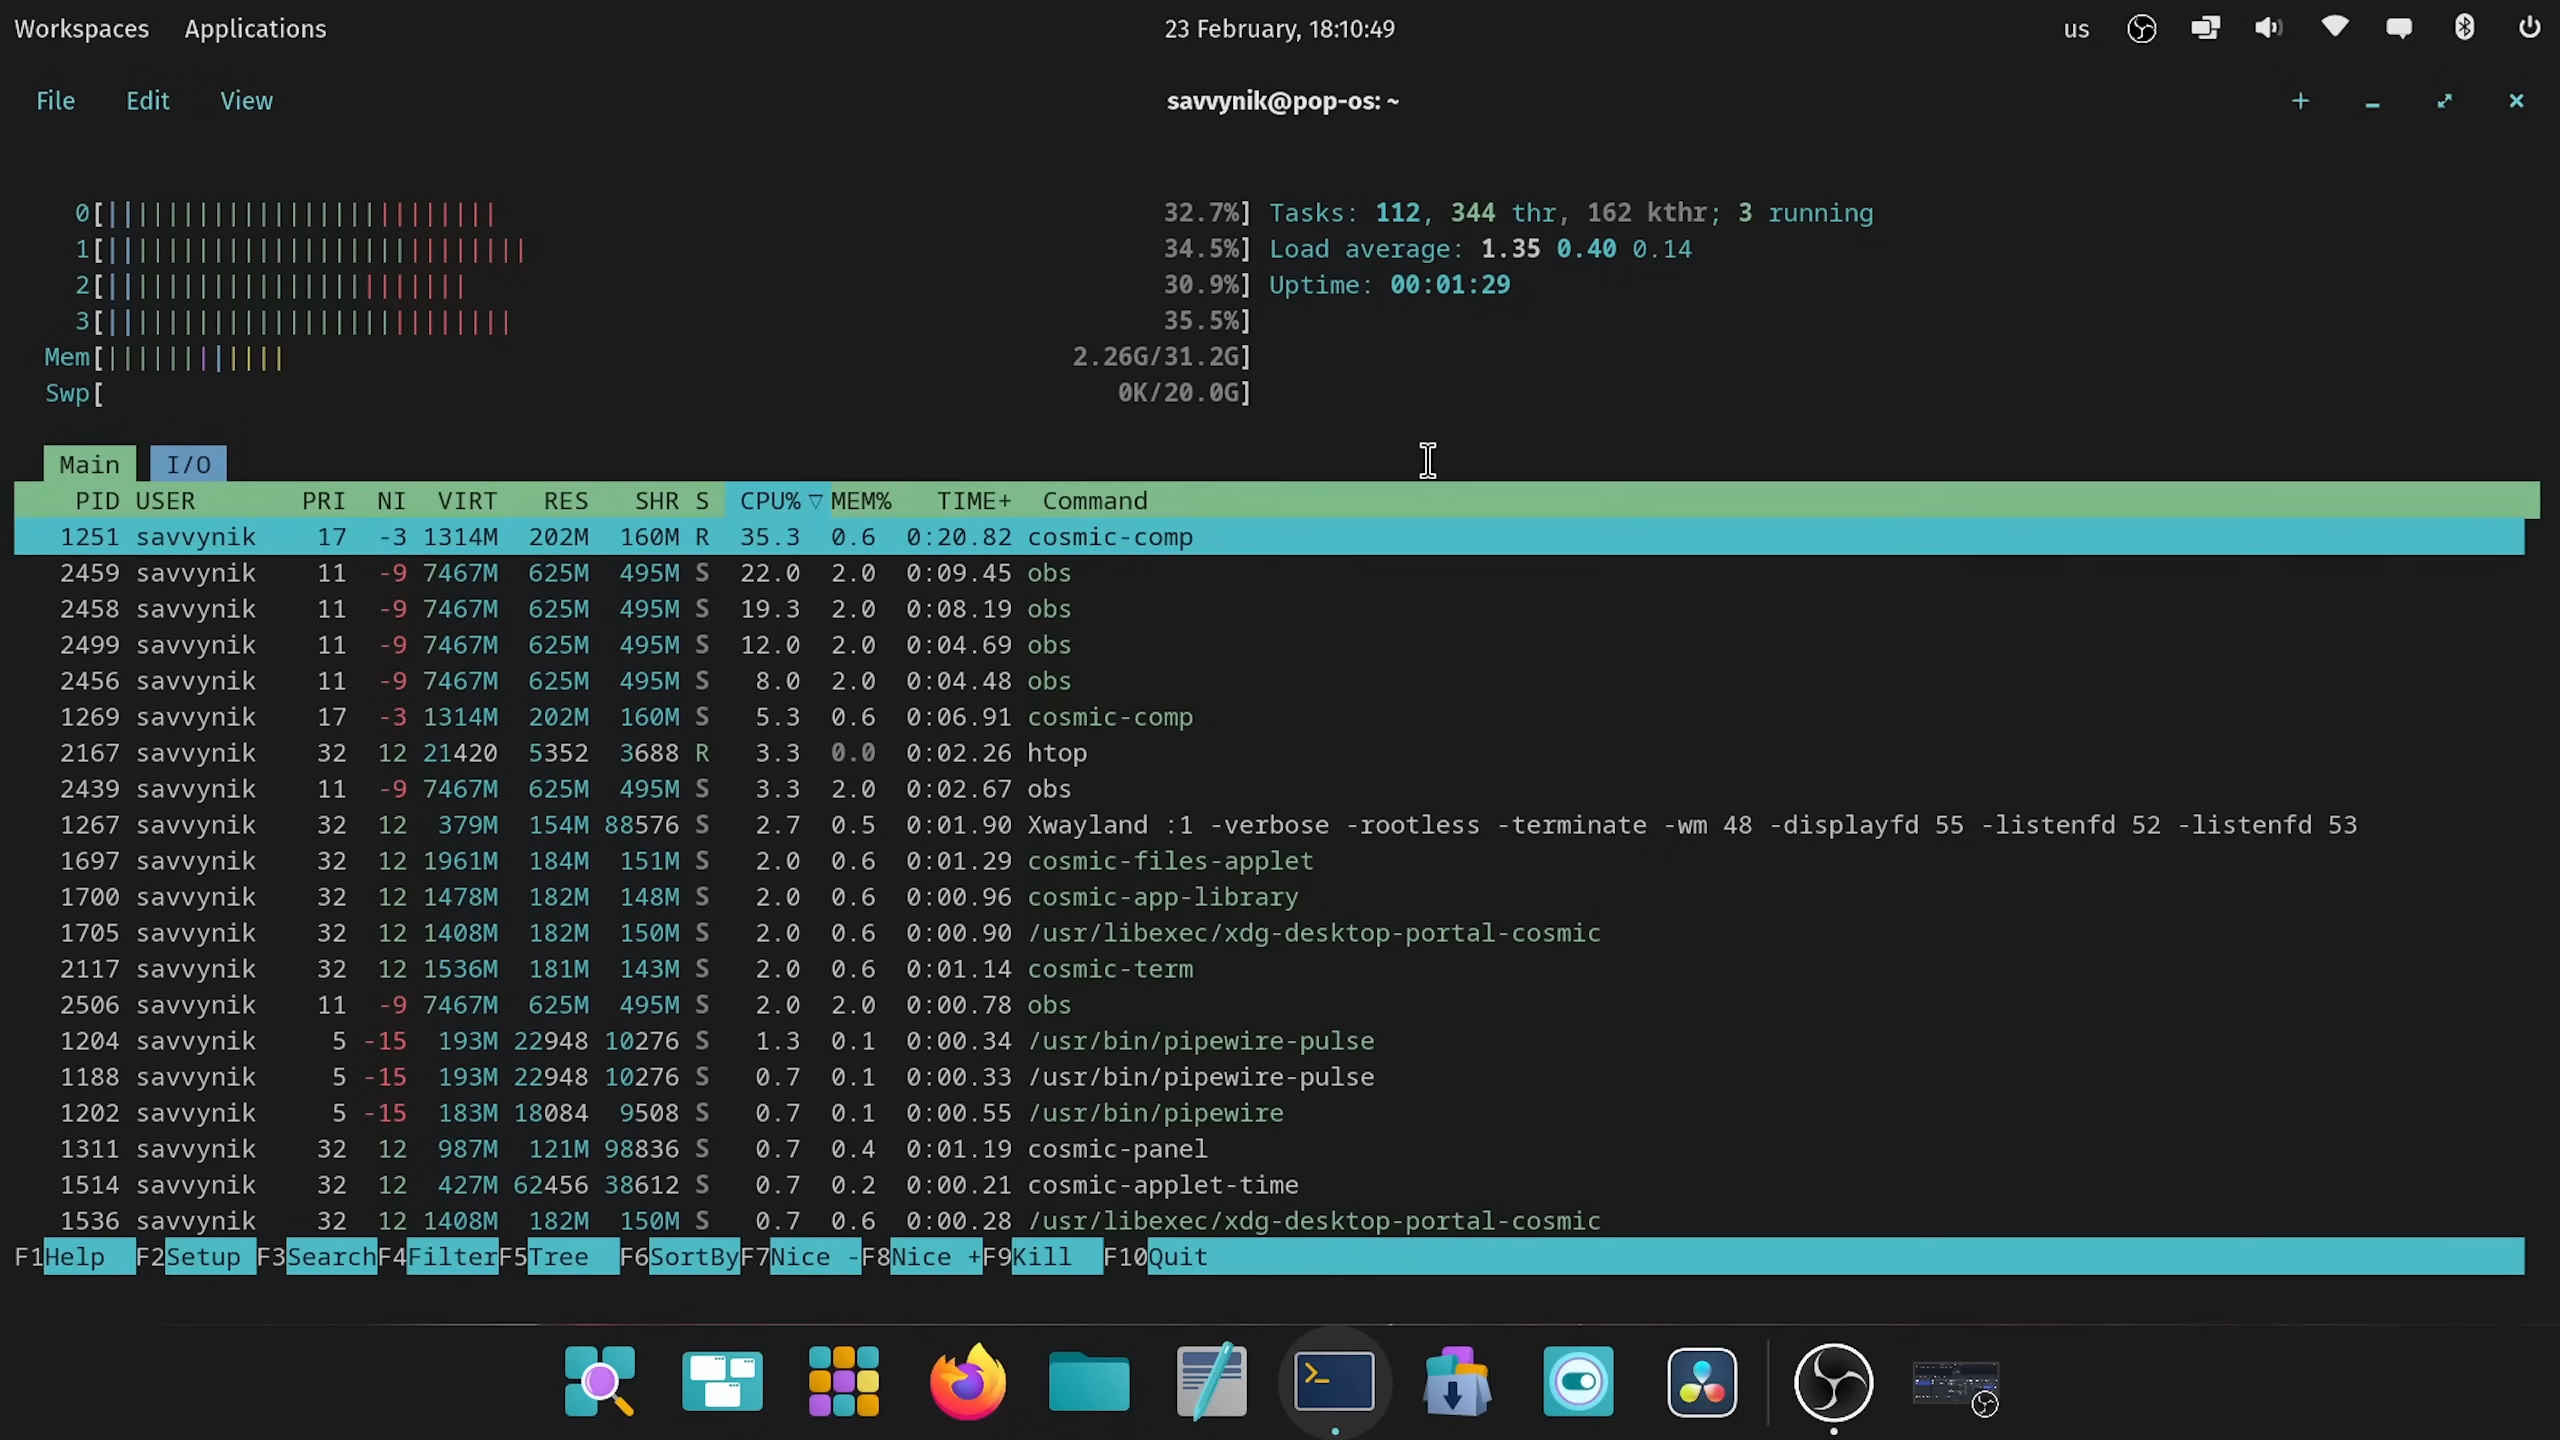 Workspaces Applications 23 February, 18:10:49 us
File Edit View savvynik@pop-os: ~
0[||||||||||||||||||||||||||  32.7%] Tasks: 112, 344 thr, 162 kthr; 3 running
1[||||||||||||||||||||||||||||  34.5%] Load average: 1.35 0.40 0.14
2[||||||||||||||||||||||||  30.9%] Uptime: 00:01:29
3[|||||||||||||||||||||||||||  35.5%]
Mem[||||||||||||  2.26G/31.2G]
Swp[  0K/20.0G]
Main I/O
PID USER PRI NI VIRT RES SHR S CPU%▽MEM% TIME+ Command
1251 savvynik 17 -3 1314M 202M 160M R 35.3 0.6 0:20.82 cosmic-comp
2459 savvynik 11 -9 7467M 625M 495M S 22.0 2.0 0:09.45 obs
2458 savvynik 11 -9 7467M 625M 495M S 19.3 2.0 0:08.19 obs
2499 savvynik 11 -9 7467M 625M 495M S 12.0 2.0 0:04.69 obs
2456 savvynik 11 -9 7467M 625M 495M S 8.0 2.0 0:04.48 obs
1269 savvynik 17 -3 1314M 202M 160M S 5.3 0.6 0:06.91 cosmic-comp
2167 savvynik 32 12 21420 5352 3688 R 3.3 0.0 0:02.26 htop
2439 savvynik 11 -9 7467M 625M 495M S 3.3 2.0 0:02.67 obs
1267 savvynik 32 12 379M 154M 88576 S 2.7 0.5 0:01.90 Xwayland :1 -verbose -rootless -terminate -wm 48 -displayfd 55 -listenfd 52 -listenfd 53
1697 savvynik 32 12 1961M 184M 151M S 2.0 0.6 0:01.29 cosmic-files-applet
1700 savvynik 32 12 1478M 182M 148M S 2.0 0.6 0:00.96 cosmic-app-library
1705 savvynik 32 12 1408M 182M 150M S 2.0 0.6 0:00.90 /usr/libexec/xdg-desktop-portal-cosmic
2117 savvynik 32 12 1536M 181M 143M S 2.0 0.6 0:01.14 cosmic-term
2506 savvynik 11 -9 7467M 625M 495M S 2.0 2.0 0:00.78 obs
1204 savvynik 5 -15 193M 22948 10276 S 1.3 0.1 0:00.34 /usr/bin/pipewire-pulse
1188 savvynik 5 -15 193M 22948 10276 S 0.7 0.1 0:00.33 /usr/bin/pipewire-pulse
1202 savvynik 5 -15 183M 18084 9508 S 0.7 0.1 0:00.55 /usr/bin/pipewire
1311 savvynik 32 12 987M 121M 98836 S 0.7 0.4 0:01.19 cosmic-panel
1514 savvynik 32 12 427M 62456 38612 S 0.7 0.2 0:00.21 cosmic-applet-time
1536 savvynik 32 12 1408M 182M 150M S 0.7 0.6 0:00.28 /usr/libexec/xdg-desktop-portal-cosmic
F1Help F2Setup F3SearchF4FilterF5Tree F6SortByF7Nice -F8Nice +F9Kill F10Quit